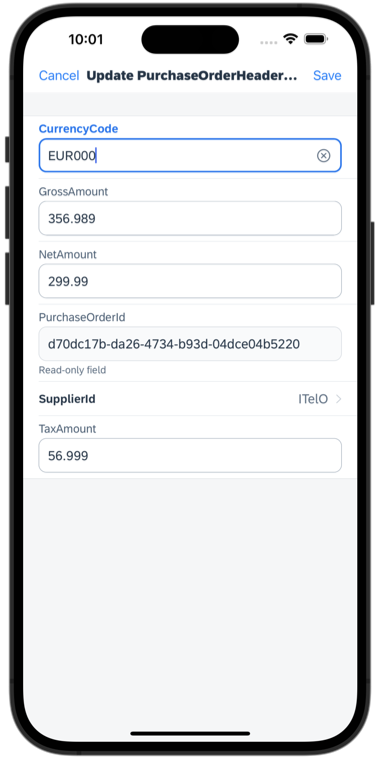 10:01
Cancel Update PurchaseOrderHeader... Save
CurrencyCode
EUR000
GrossAmount
356.989
NetAmount
299.99
PurchaseOrderId
d70dc17b-da26-4734-b93d-04dce04b5220
Read-only field
SupplierId ITelO
TaxAmount
56.999